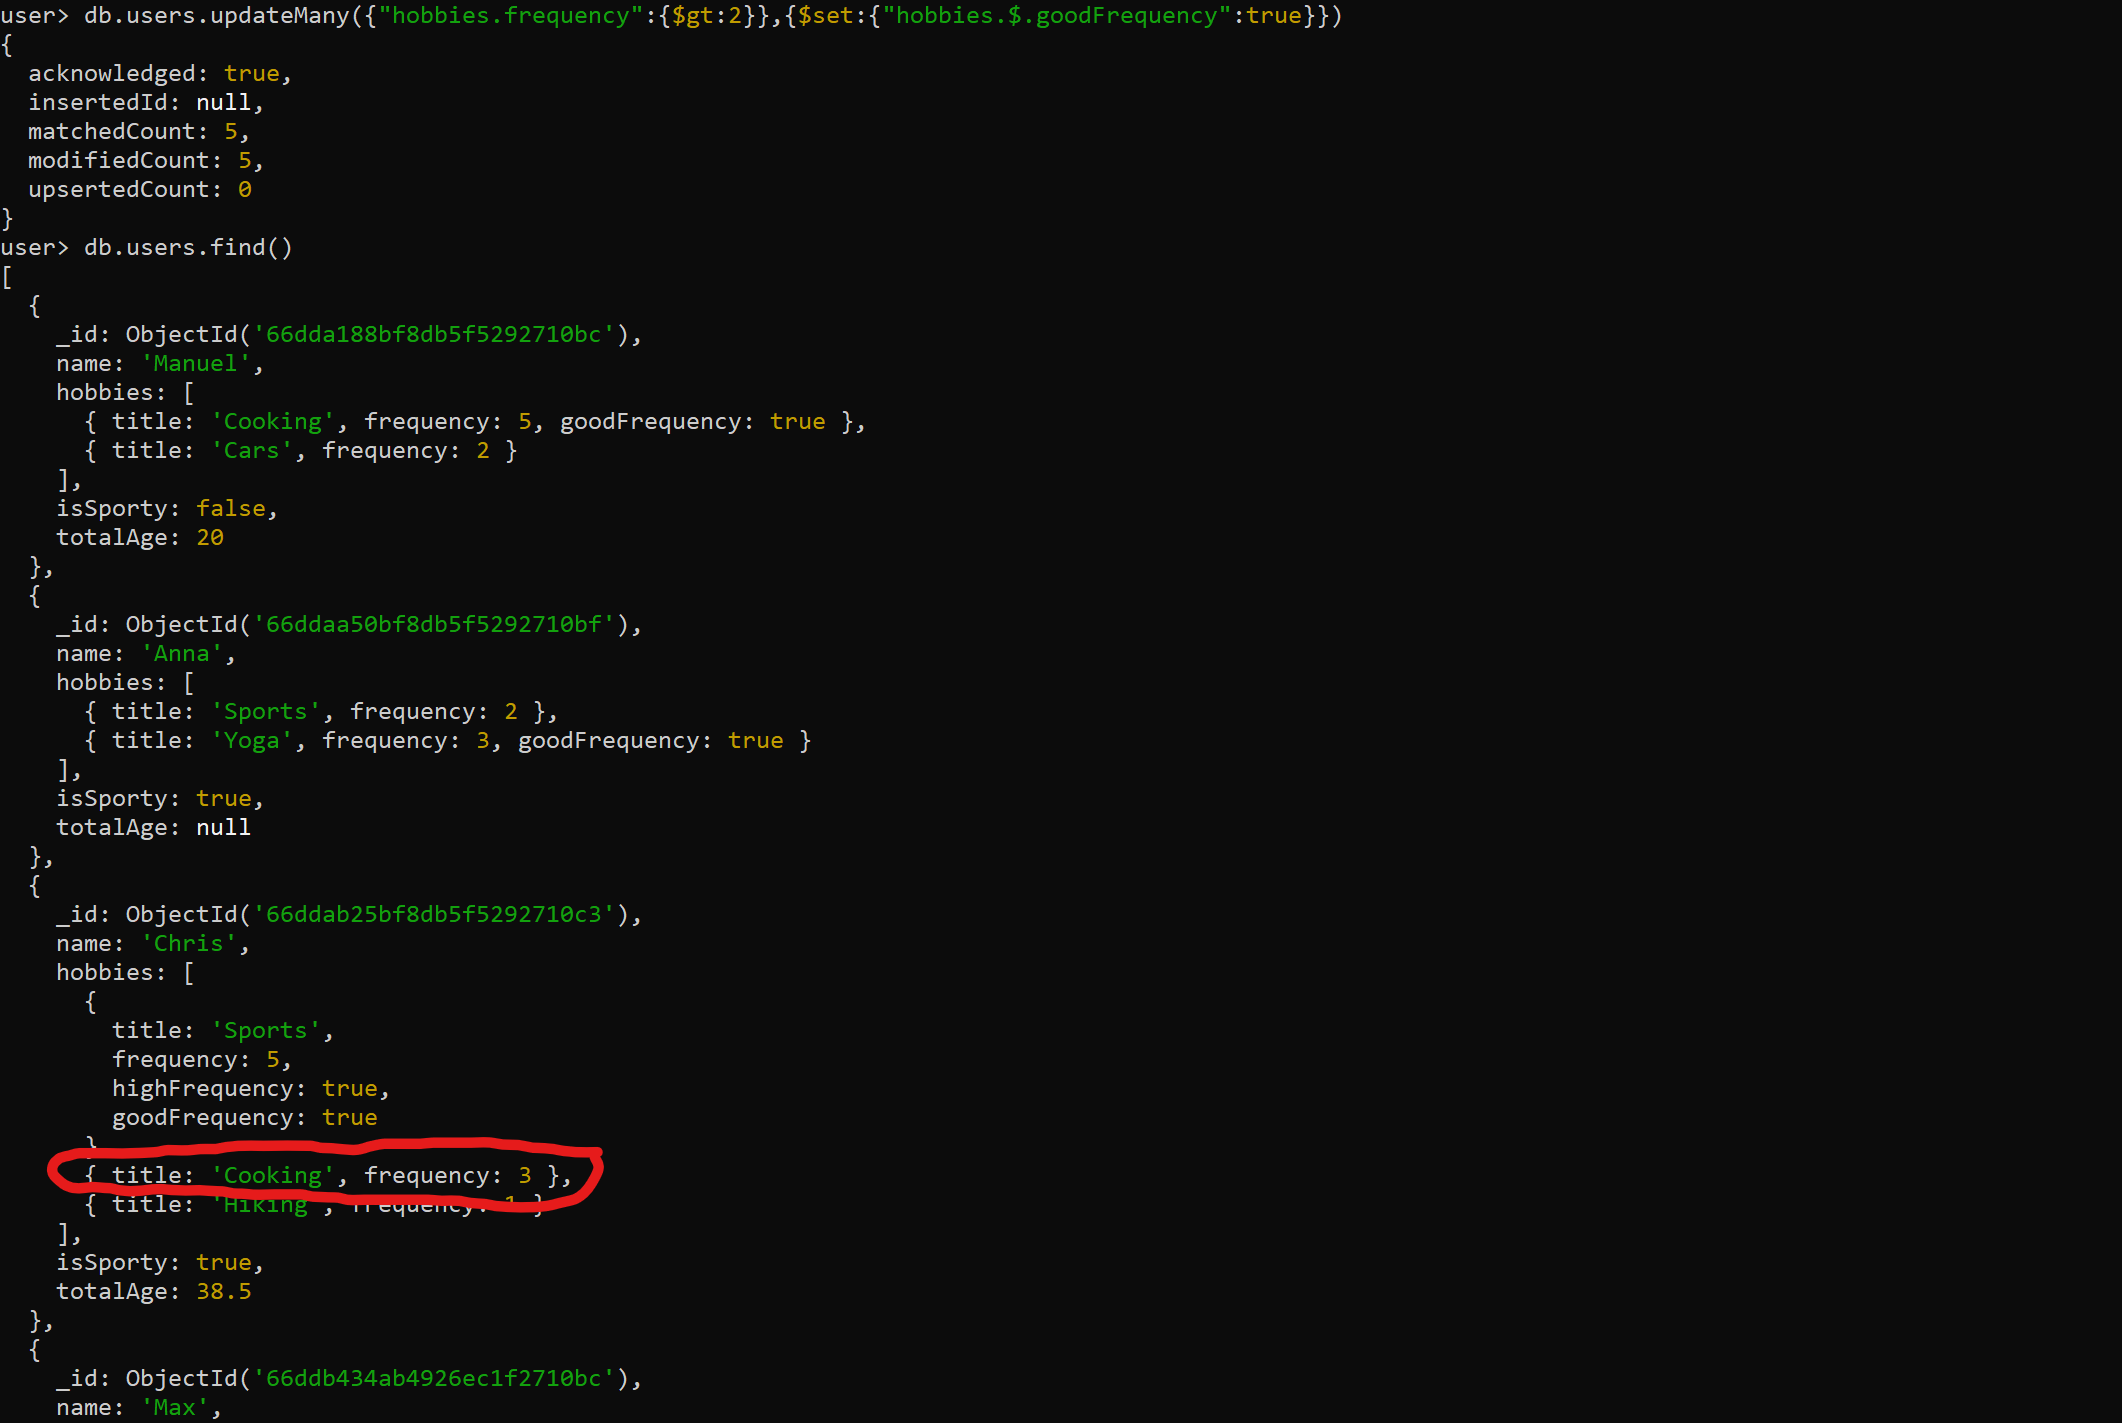 user> db.users.updateMany({"hobbies.frequency":{$gt:2}},{$set:{"hobbies.$.goodFrequency":true}})
{
  acknowledged: true,
  insertedId: null,
  matchedCount: 5,
  modifiedCount: 5,
  upsertedCount: 0
}
user> db.users.find()
[
  {
    _id: ObjectId('66dda188bf8db5f5292710bc'),
    name: 'Manuel',
    hobbies: [
      { title: 'Cooking', frequency: 5, goodFrequency: true },
      { title: 'Cars', frequency: 2 }
    ],
    isSporty: false,
    totalAge: 20
  },
  {
    _id: ObjectId('66ddaa50bf8db5f5292710bf'),
    name: 'Anna',
    hobbies: [
      { title: 'Sports', frequency: 2 },
      { title: 'Yoga', frequency: 3, goodFrequency: true }
    ],
    isSporty: true,
    totalAge: null
  },
  {
    _id: ObjectId('66ddab25bf8db5f5292710c3'),
    name: 'Chris',
    hobbies: [
      {
        title: 'Sports',
        frequency: 5,
        highFrequency: true,
        goodFrequency: true
      }
      { title: 'Cooking', frequency: 3 },
      { title: 'Hiking', frequency: 1 }
    ],
    isSporty: true,
    totalAge: 38.5
  },
  {
    _id: ObjectId('66ddb434ab4926ec1f2710bc'),
    name: 'Max',